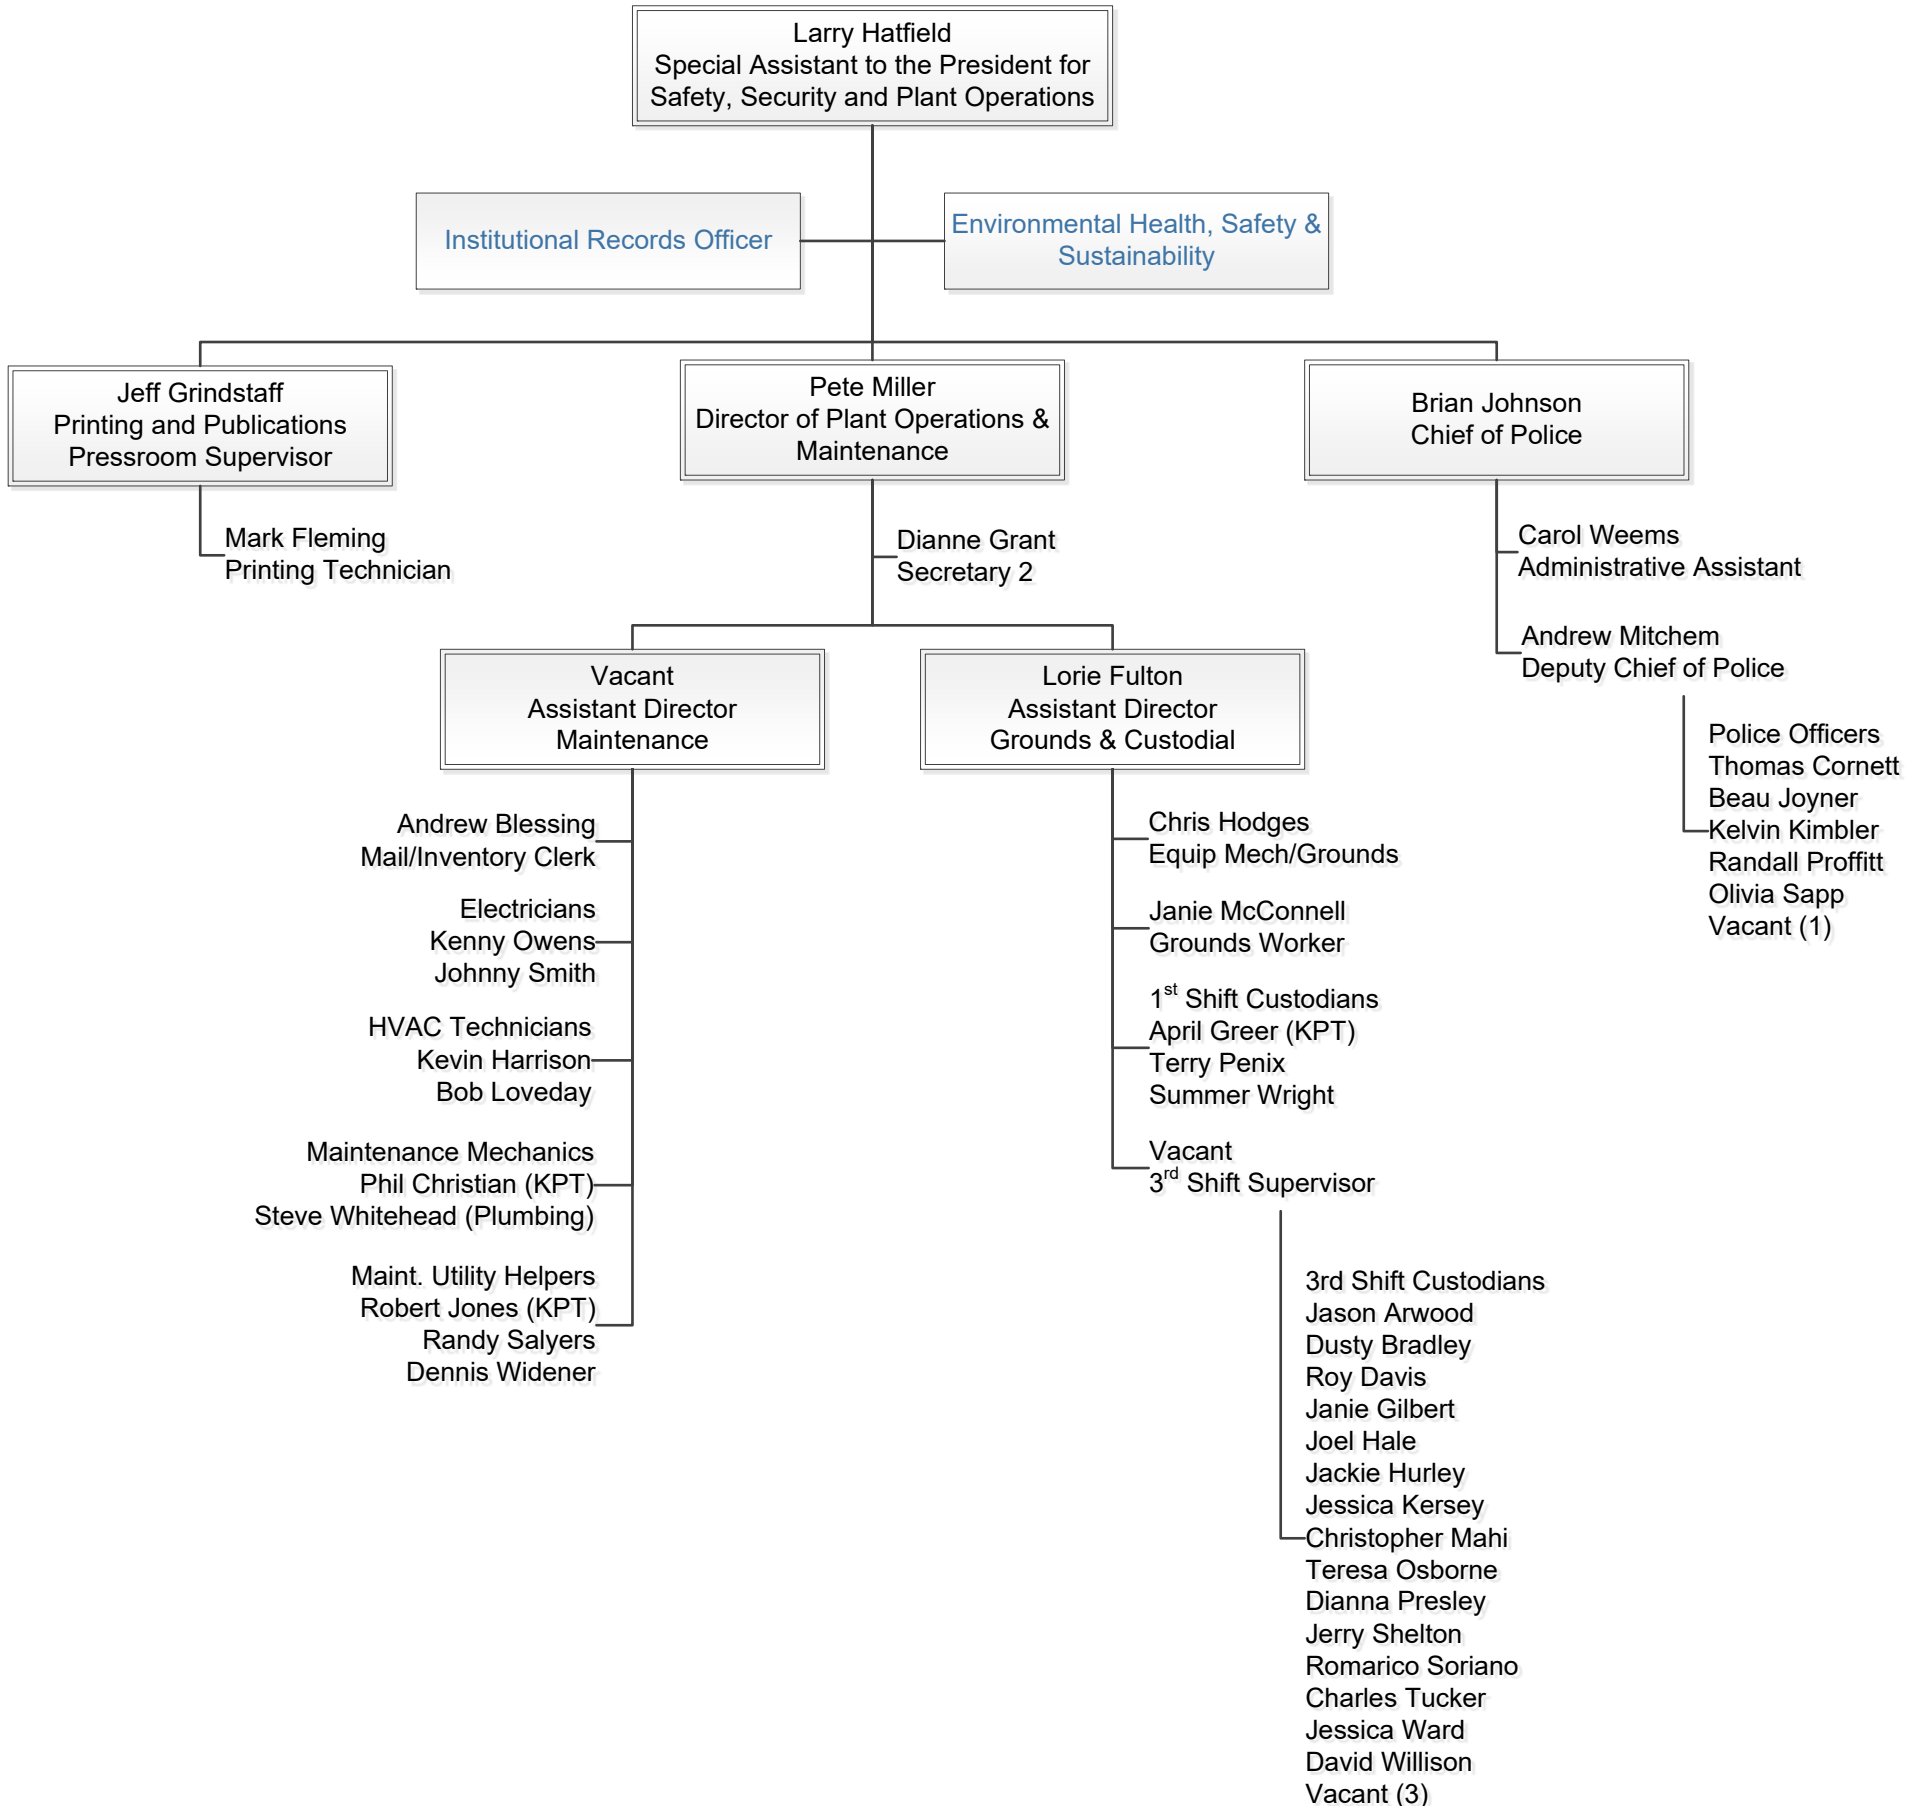 Larry Hatfield
Special Assistant to the President for
Safety, Security and Plant Operations
Institutional Records Officer
Environmental Health, Safety &
Sustainability
Jeff Grindstaff
Printing and Publications
Pressroom Supervisor
Mark Fleming
Printing Technician
Pete Miller
Director of Plant Operations &
Maintenance
Dianne Grant
Secretary 2
Brian Johnson
Chief of Police
Carol Weems
Administrative Assistant
Andrew Mitchem
Deputy Chief of Police
Police Officers
Thomas Cornett
Beau Joyner
Kelvin Kimbler
Randall Proffitt
Olivia Sapp
Vacant (1)
Vacant
Assistant Director
Maintenance
Andrew Blessing
Mail/Inventory Clerk
Electricians
Kenny Owens
Johnny Smith
HVAC Technicians
Kevin Harrison
Bob Loveday
Maintenance Mechanics
Phil Christian (KPT)
Steve Whitehead (Plumbing)
Maint. Utility Helpers
Robert Jones (KPT)
Randy Salyers
Dennis Widener
Lorie Fulton
Assistant Director
Grounds & Custodial
Chris Hodges
Equip Mech/Grounds
Janie McConnell
Grounds Worker
1st Shift Custodians
April Greer (KPT)
Terry Penix
Summer Wright
Vacant
3rd Shift Supervisor
3rd Shift Custodians
Jason Arwood
Dusty Bradley
Roy Davis
Janie Gilbert
Joel Hale
Jackie Hurley
Jessica Kersey
Christopher Mahi
Teresa Osborne
Dianna Presley
Jerry Shelton
Romarico Soriano
Charles Tucker
Jessica Ward
David Willison
Vacant (3)